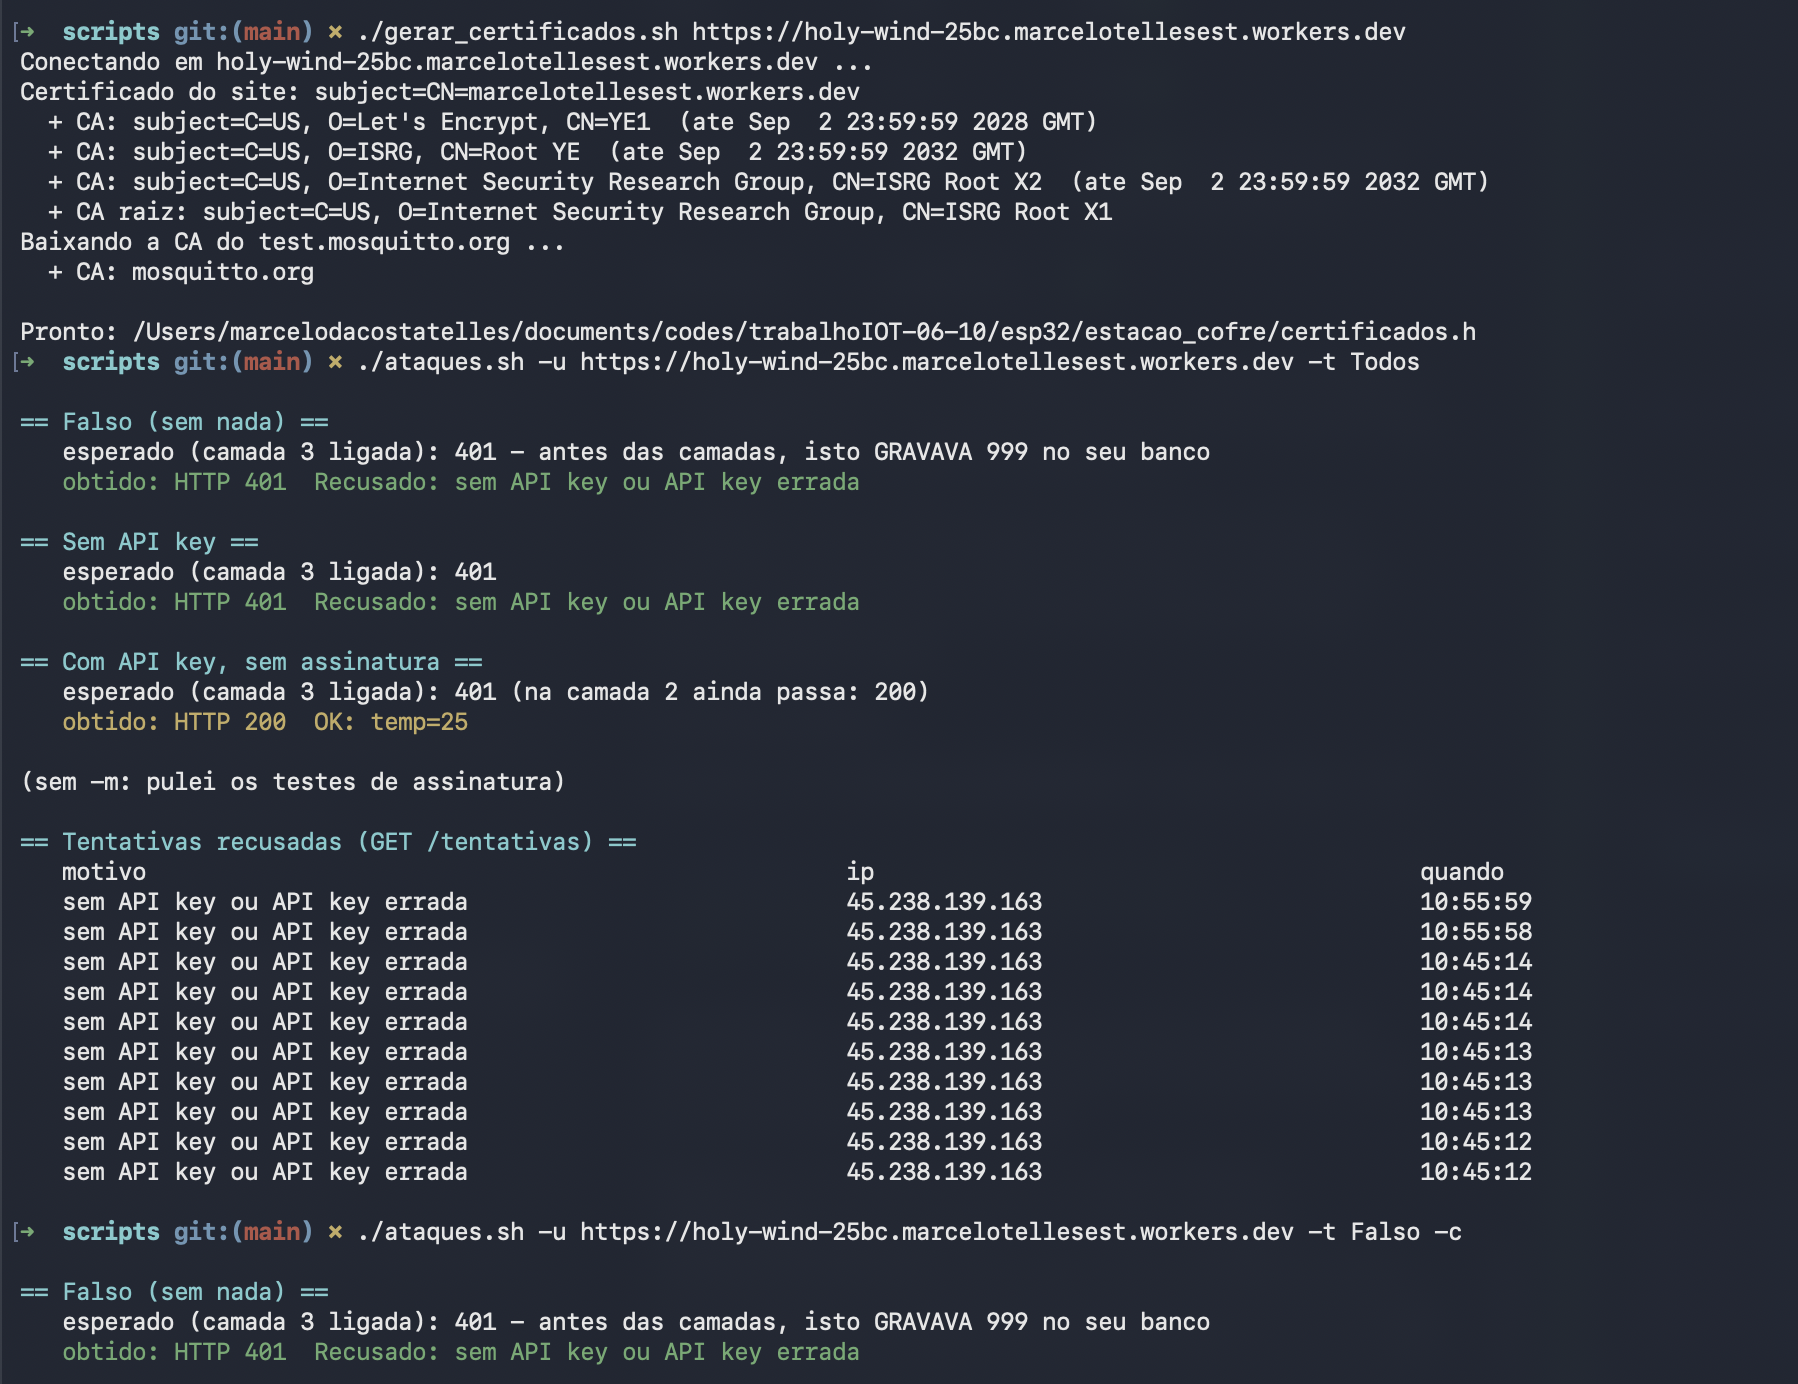 [➜  scripts git:(main) ✗ ./gerar_certificados.sh https://holy-wind-25bc.marcelotellesest.workers.dev
Conectando em holy-wind-25bc.marcelotellesest.workers.dev ...
Certificado do site: subject=CN=marcelotellesest.workers.dev
+ CA: subject=C=US, O=Let's Encrypt, CN=YE1  (ate Sep  2 23:59:59 2028 GMT)
+ CA: subject=C=US, O=ISRG, CN=Root YE  (ate Sep  2 23:59:59 2032 GMT)
+ CA: subject=C=US, O=Internet Security Research Group, CN=ISRG Root X2  (ate Sep  2 23:59:59 2032 GMT)
+ CA raiz: subject=C=US, O=Internet Security Research Group, CN=ISRG Root X1
Baixando a CA do test.mosquitto.org ...
+ CA: mosquitto.org
Pronto: /Users/marcelodacostatelles/documents/codes/trabalhoIOT-06-10/esp32/estacao_cofre/certificados.h
[➜  scripts git:(main) ✗ ./ataques.sh -u https://holy-wind-25bc.marcelotellesest.workers.dev -t Todos
== Falso (sem nada) ==
esperado (camada 3 ligada): 401 - antes das camadas, isto GRAVAVA 999 no seu banco
obtido: HTTP 401  Recusado: sem API key ou API key errada
== Sem API key ==
esperado (camada 3 ligada): 401
obtido: HTTP 401  Recusado: sem API key ou API key errada
== Com API key, sem assinatura ==
esperado (camada 3 ligada): 401 (na camada 2 ainda passa: 200)
obtido: HTTP 200  OK: temp=25
(sem -m: pulei os testes de assinatura)
== Tentativas recusadas (GET /tentativas) ==
motivo ip quando
sem API key ou API key errada 45.238.139.163 10:55:59
sem API key ou API key errada 45.238.139.163 10:55:58
sem API key ou API key errada 45.238.139.163 10:45:14
sem API key ou API key errada 45.238.139.163 10:45:14
sem API key ou API key errada 45.238.139.163 10:45:14
sem API key ou API key errada 45.238.139.163 10:45:13
sem API key ou API key errada 45.238.139.163 10:45:13
sem API key ou API key errada 45.238.139.163 10:45:13
sem API key ou API key errada 45.238.139.163 10:45:12
sem API key ou API key errada 45.238.139.163 10:45:12
[➜  scripts git:(main) ✗ ./ataques.sh -u https://holy-wind-25bc.marcelotellesest.workers.dev -t Falso -c
== Falso (sem nada) ==
esperado (camada 3 ligada): 401 - antes das camadas, isto GRAVAVA 999 no seu banco
obtido: HTTP 401  Recusado: sem API key ou API key errada